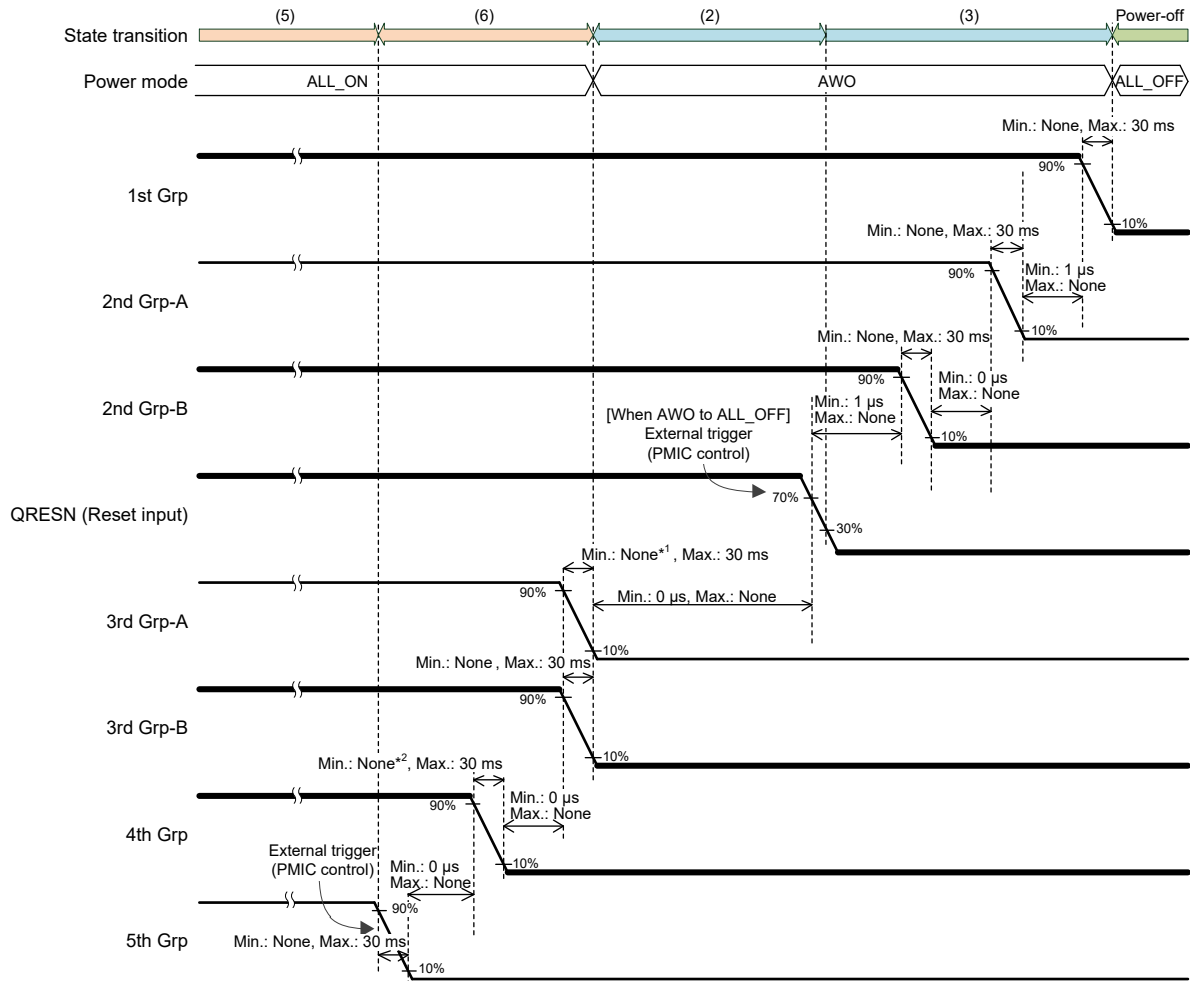 (5) (6) (2) (3) Power-off
State transition
Power mode ALL_ON AWO ALL_OFF
Min.: None, Max.: 30 ms
1st Grp 90% 10%
Min.: None, Max.: 30 ms
2nd Grp-A 90% 10%
Min.: 1 µs
Max.: None
Min.: None, Max.: 30 ms
2nd Grp-B 90% 10%
Min.: 0 µs
Max.: None
Min.: 1 µs
Max.: None
[When AWO to ALL_OFF]
External trigger
(PMIC control)
QRESN (Reset input) 70% 30%
Min.: None*1, Max.: 30 ms
Min.: 0 µs, Max.: None
3rd Grp-A 90% 10%
Min.: None, Max.: 30 ms
3rd Grp-B 90% 10%
Min.: None*2, Max.: 30 ms
4th Grp 90% 10%
Min.: 0 µs
Max.: None
External trigger
(PMIC control)
Min.: 0 µs
Max.: None
5th Grp 90% 10%
Min.: None, Max.: 30 ms